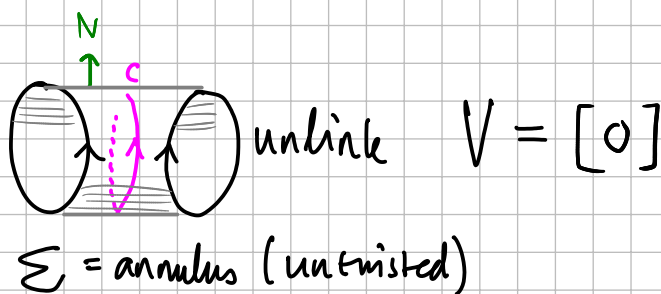 N
C
unlink V = [0]
Σ = annulus (untwisted)